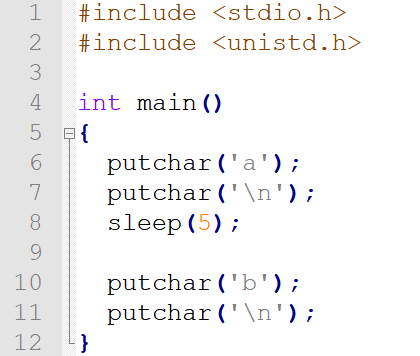 1 #include <stdio.h>
2 #include <unistd.h>
3
4 int main()
5 {
6   putchar('a');
7   putchar('\n');
8   sleep(5);
9
10   putchar('b');
11   putchar('\n');
12 }